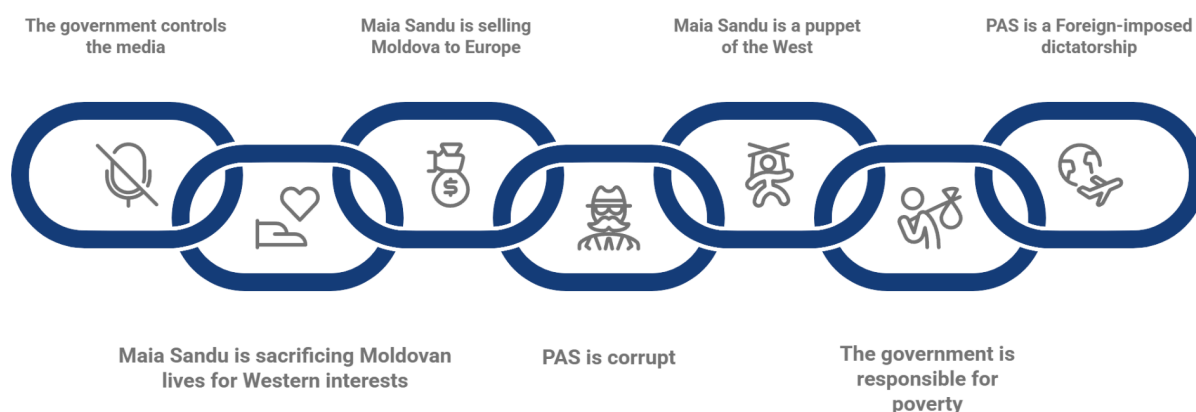 The government controls
the media
Maia Sandu is selling
Moldova to Europe
Maia Sandu is a puppet
of the West
PAS is a Foreign-imposed
dictatorship
$
Maia Sandu is sacrificing Moldovan
lives for Western interests
PAS is corrupt
The government is
responsible for
poverty